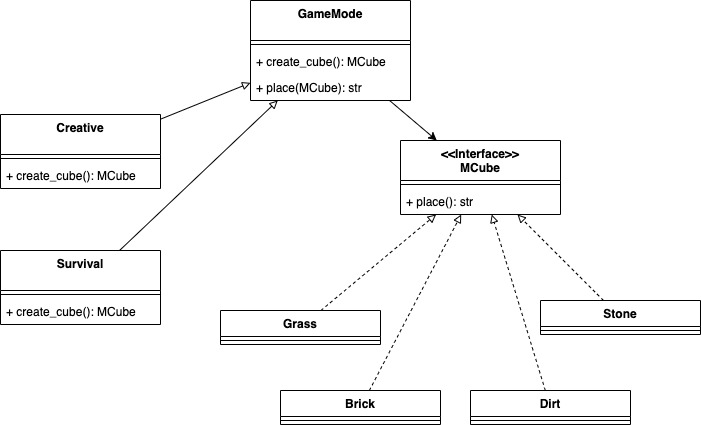 GameMode
+ create_cube(): MCube
+ place(MCube): str
Creative
+ create_cube(): MCube
<<Interface>>
MCube
+ place(): str
Survival
+ create_cube(): MCube
Grass
Stone
Brick
Dirt